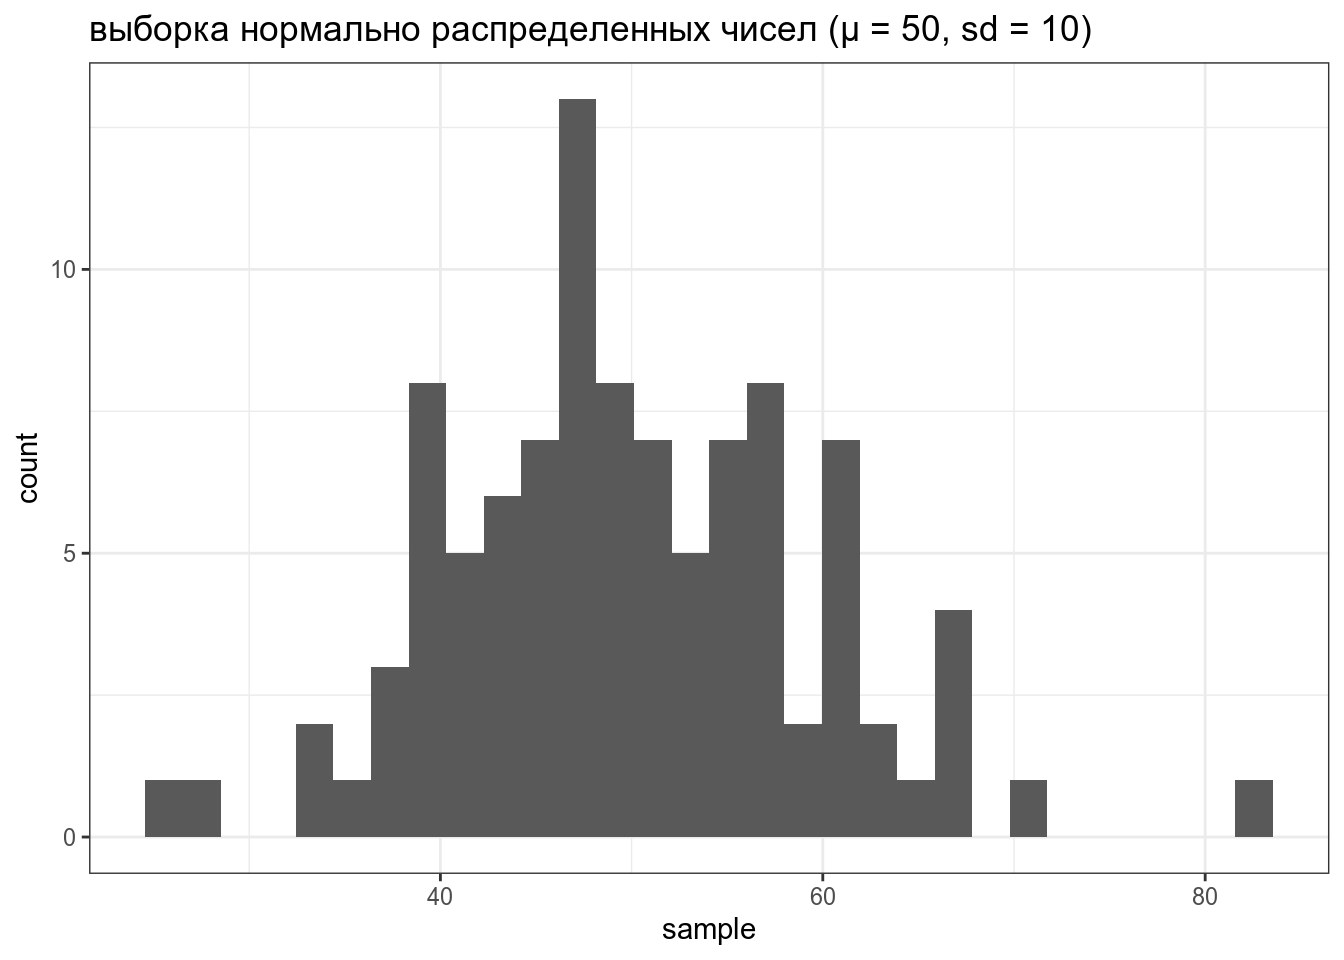 выборка нормально распределенных чисел (μ = 50, sd = 10)
10
5
0
count
40
60
80
sample